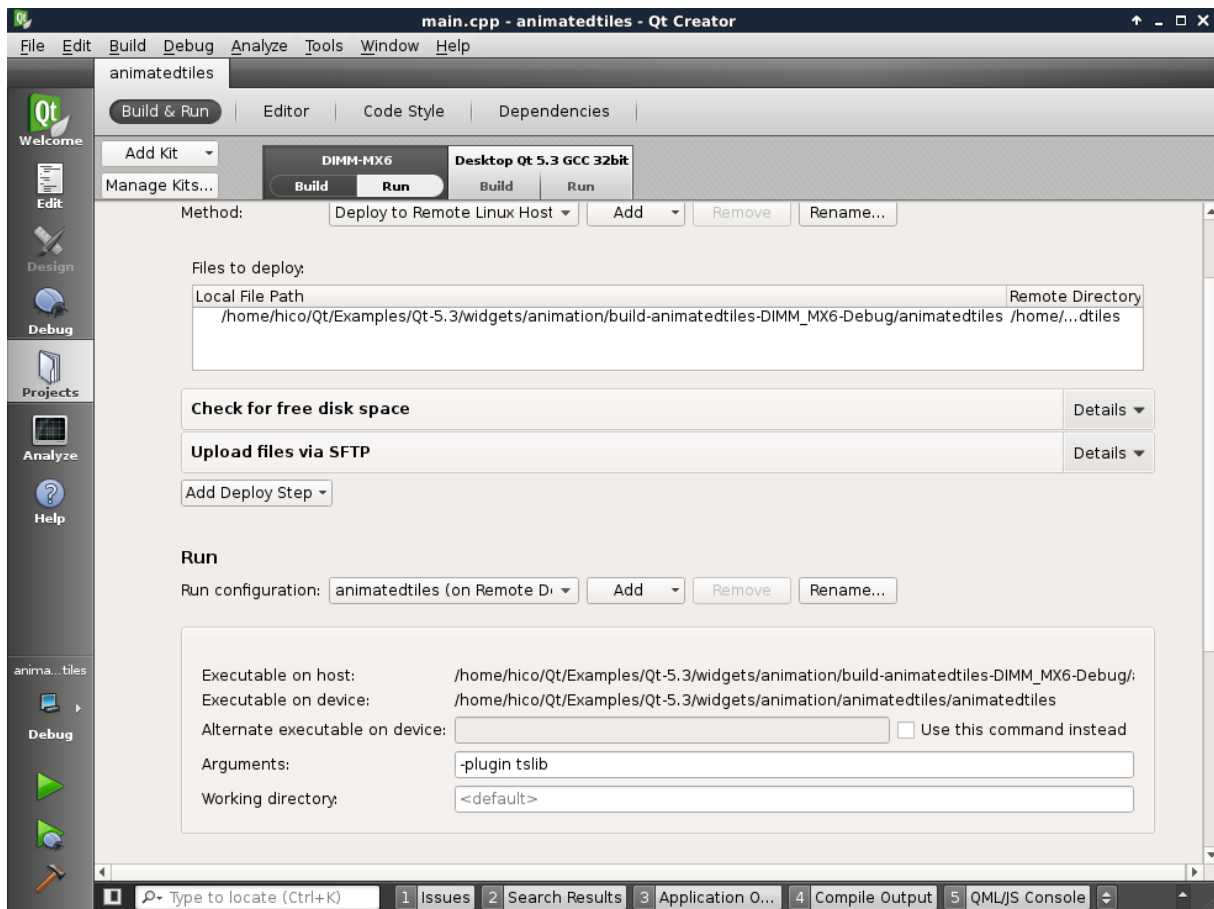 main.cpp - animatedtiles - Qt Creator
File Edit Build Debug Analyze Tools Window Help
animatedtiles
Qt
Welcome
Edit
Design
Debug
Projects
Analyze
Help
Build & Run Editor Code Style Dependencies
Add Kit
Manage Kits...
DIMM-MX6
Build Run
Desktop Qt 5.3 GCC 32bit
Build Run
Method: Deploy to Remote Linux Host Add Remove Rename...
Files to deploy:
Local File Path Remote Directory
/home/hico/Qt/Examples/Qt-5.3/widgets/animation/build-animatedtiles-DIMM_MX6-Debug/animatedtiles /home/...dtiles
Check for free disk space Details
Upload files via SFTP Details
Add Deploy Step
Run
Run configuration: animatedtiles (on Remote D Add Remove Rename...
Executable on host: /home/hico/Qt/Examples/Qt-5.3/widgets/animation/build-animatedtiles-DIMM_MX6-Debug/
Executable on device: /home/hico/Qt/Examples/Qt-5.3/widgets/animation/animatedtiles/animatedtiles
Alternate executable on device: Use this command instead
Arguments: -plugin tslib
Working directory: <default>
anima...tiles
Debug
Type to locate (Ctrl+K) 1 Issues 2 Search Results 3 Application O... 4 Compile Output 5 QML/JS Console